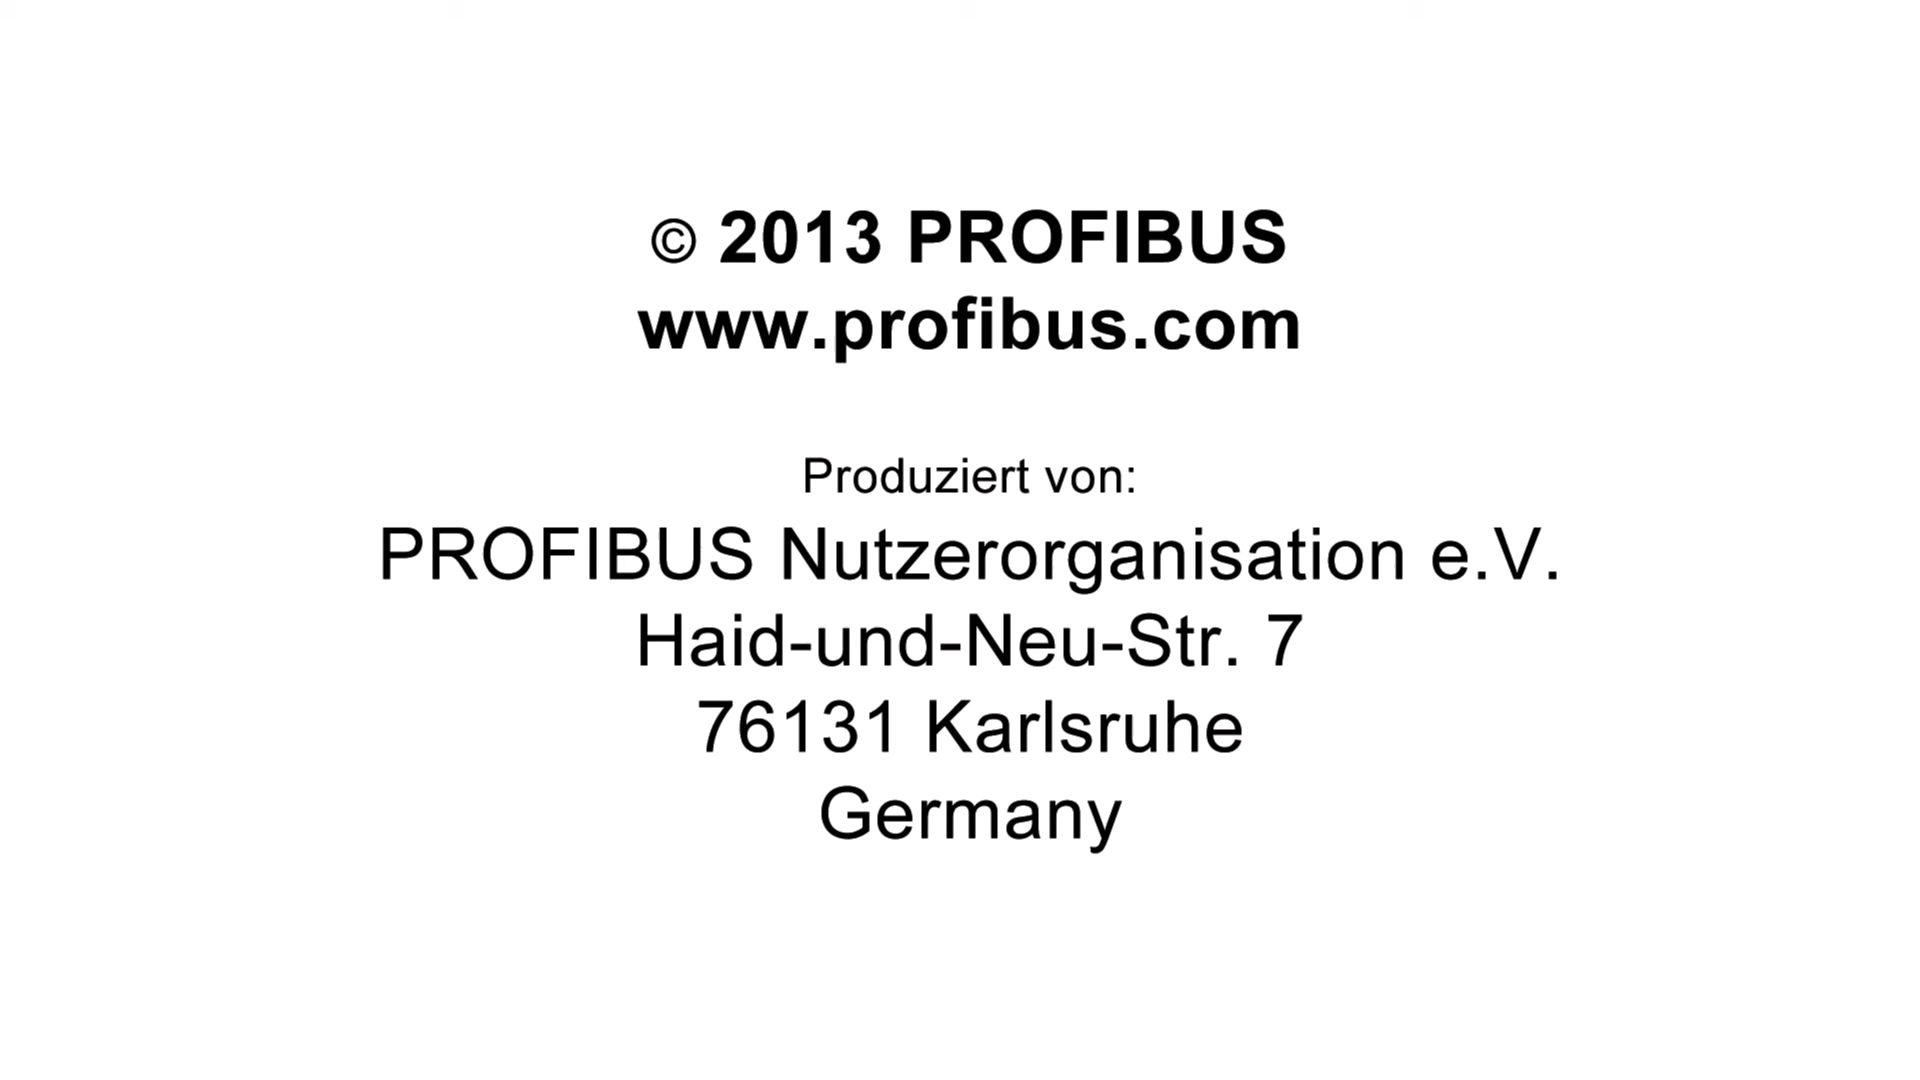 © 2013 PROFIBUS
www.profibus.com
Produziert von:
PROFIBUS Nutzerorganisation e.V.
Haid-und-Neu-Str. 7
76131 Karlsruhe
Germany